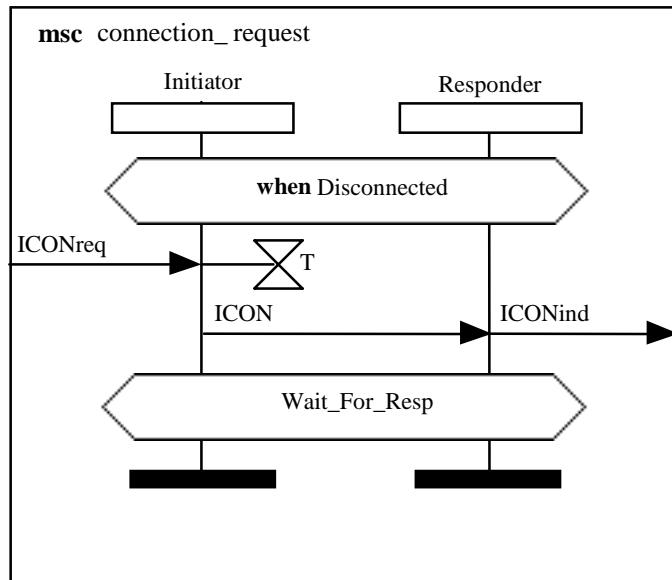 msc connection_ request
Initiator
Responder
when Disconnected
ICONreq
T
ICON
ICONind
Wait_For_Resp